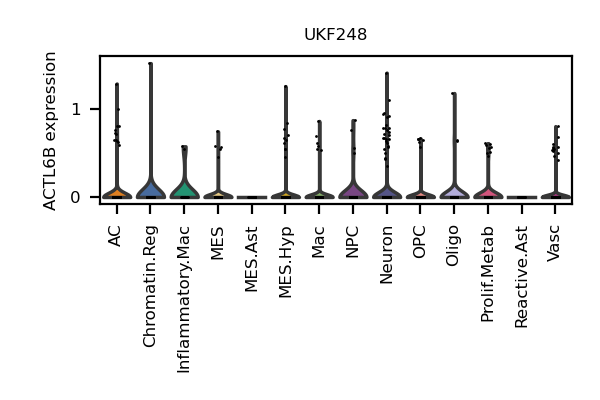 UKF248
ACTL6B expression
1
0
AC
Chromatin.Reg
Inflammatory.Mac
MES
MES.Ast
MES.Hyp
Mac
NPC
Neuron
OPC
Oligo
Prolif.Metab
Reactive.Ast
Vasc